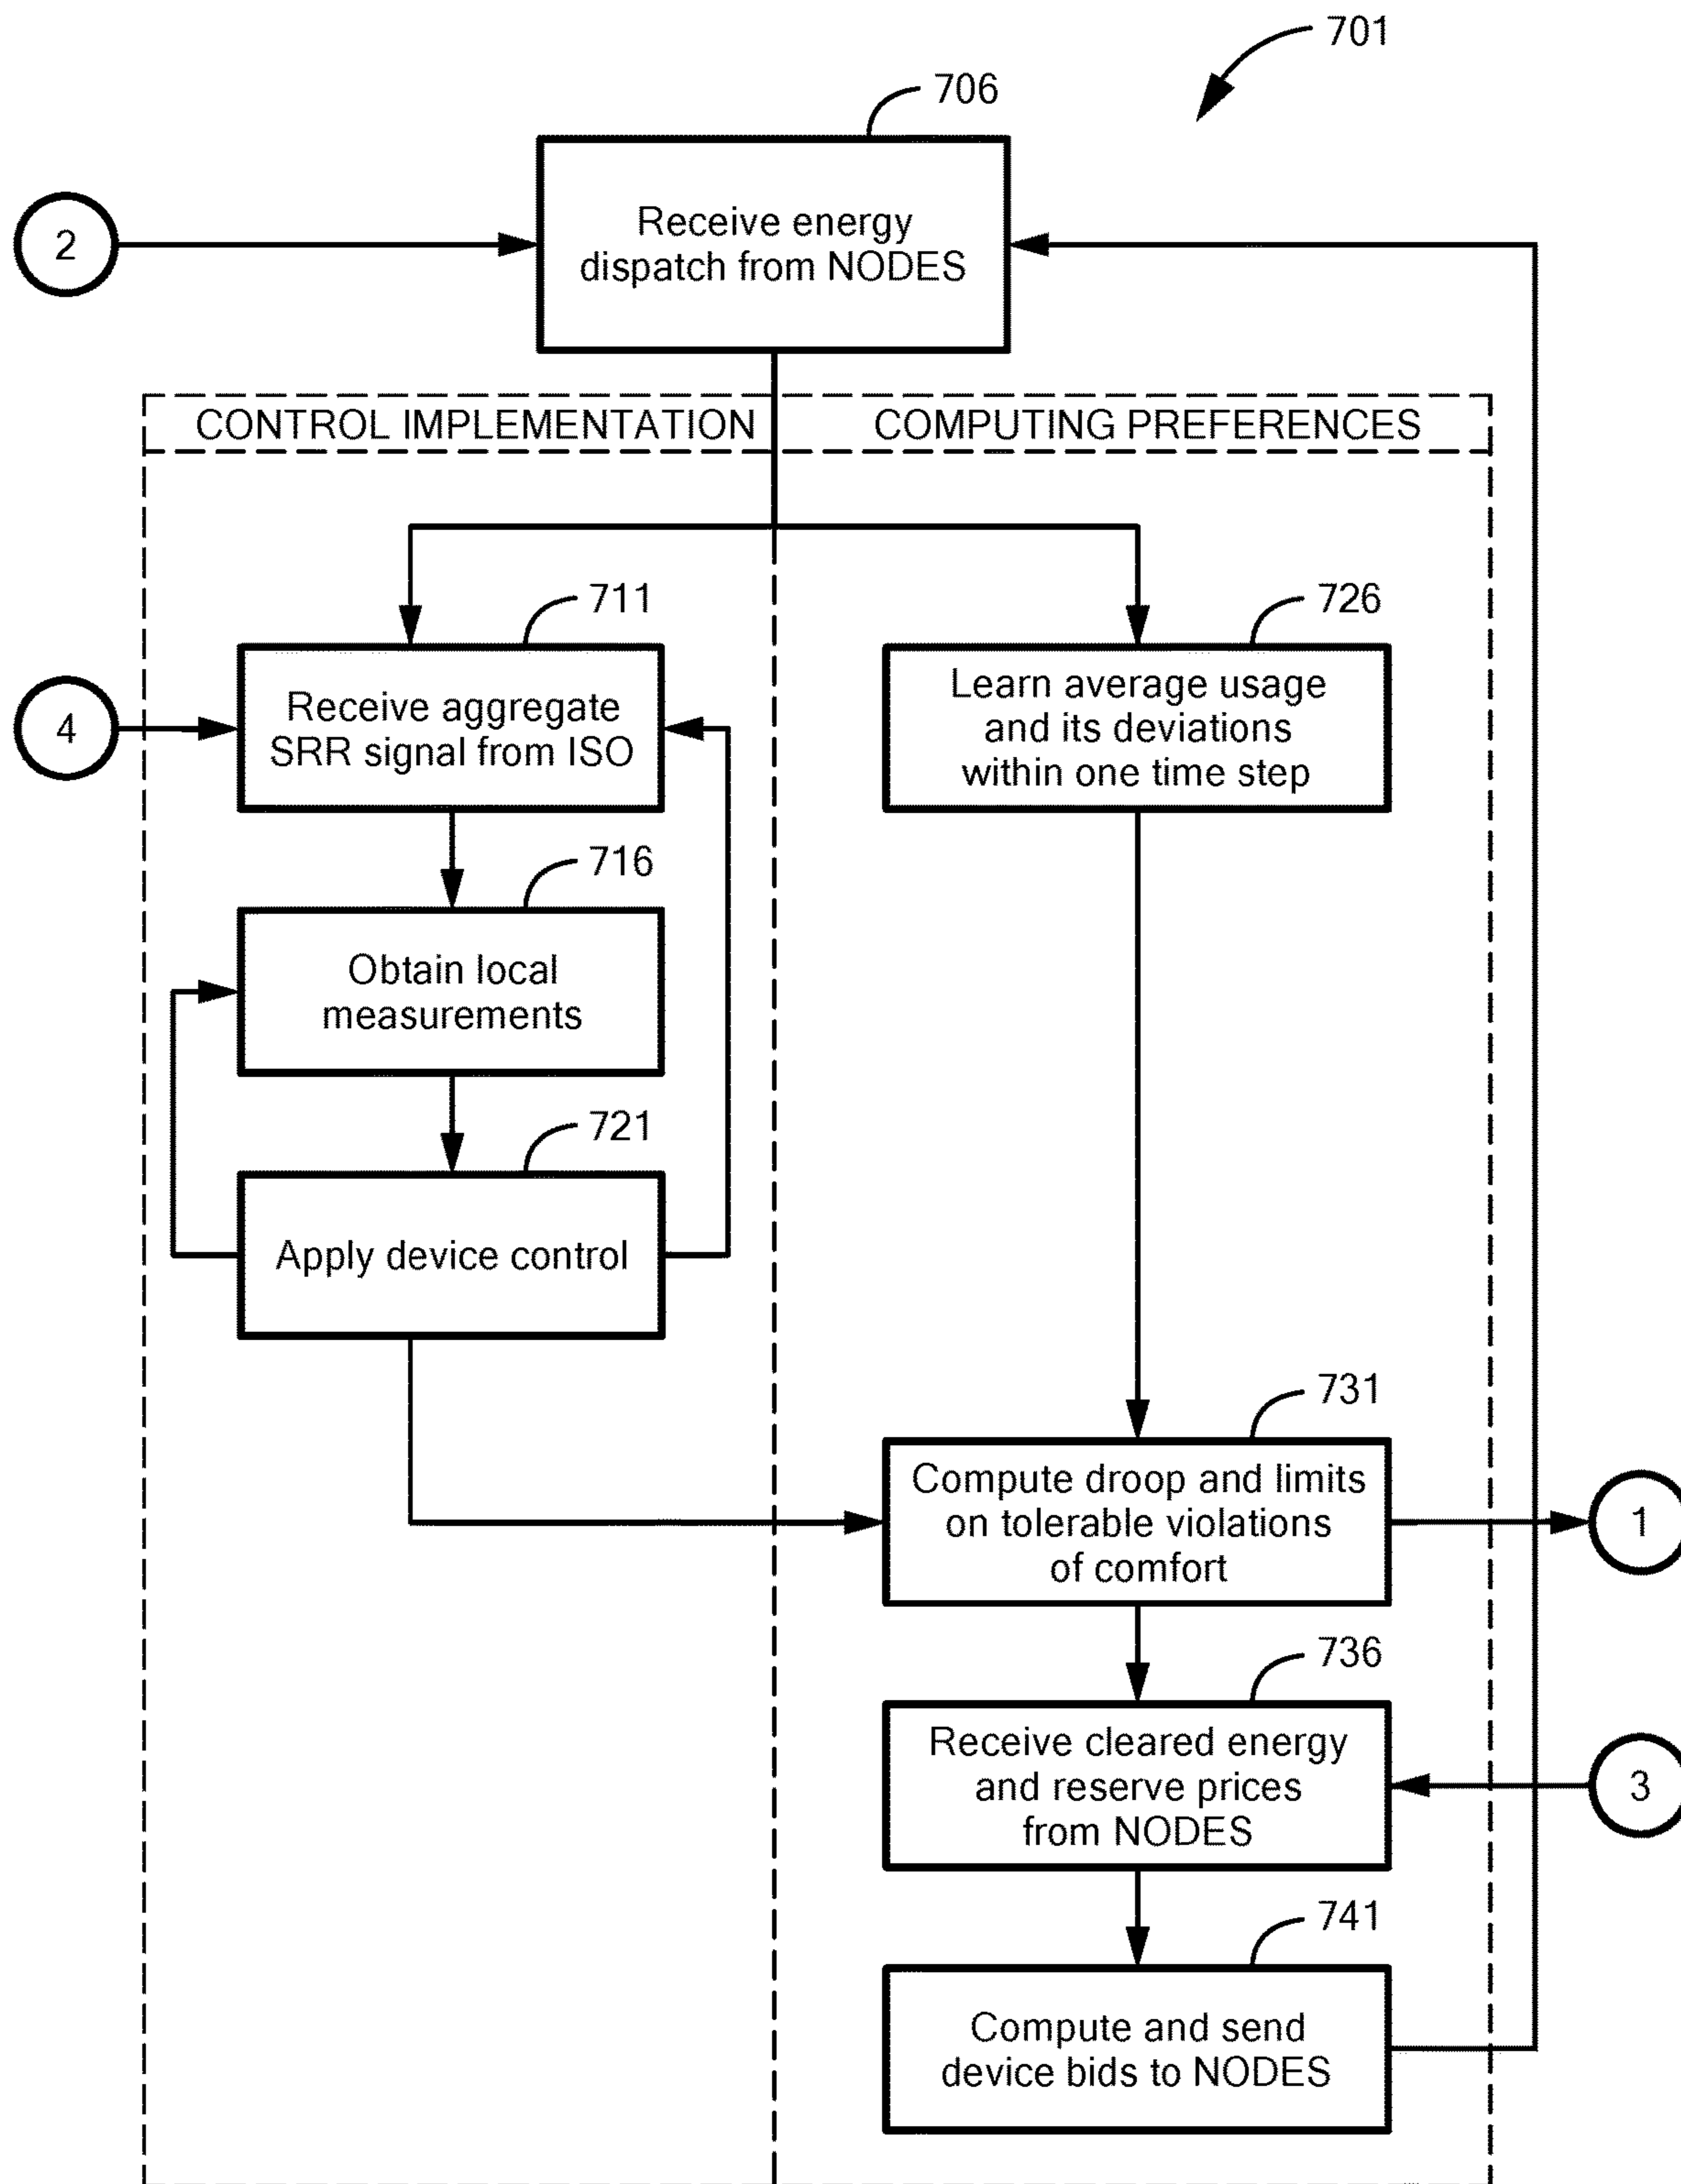 701
706
Receive energy
dispatch from NODES
2
CONTROL IMPLEMENTATION
COMPUTING PREFERENCES
711
Receive aggregate
SRR signal from ISO
4
726
Learn average usage
and its deviations
within one time step
716
Obtain local
measurements
721
Apply device control
731
Compute droop and limits
on tolerable violations
of comfort
1
736
Receive cleared energy
and reserve prices
from NODES
3
741
Compute and send
device bids to NODES